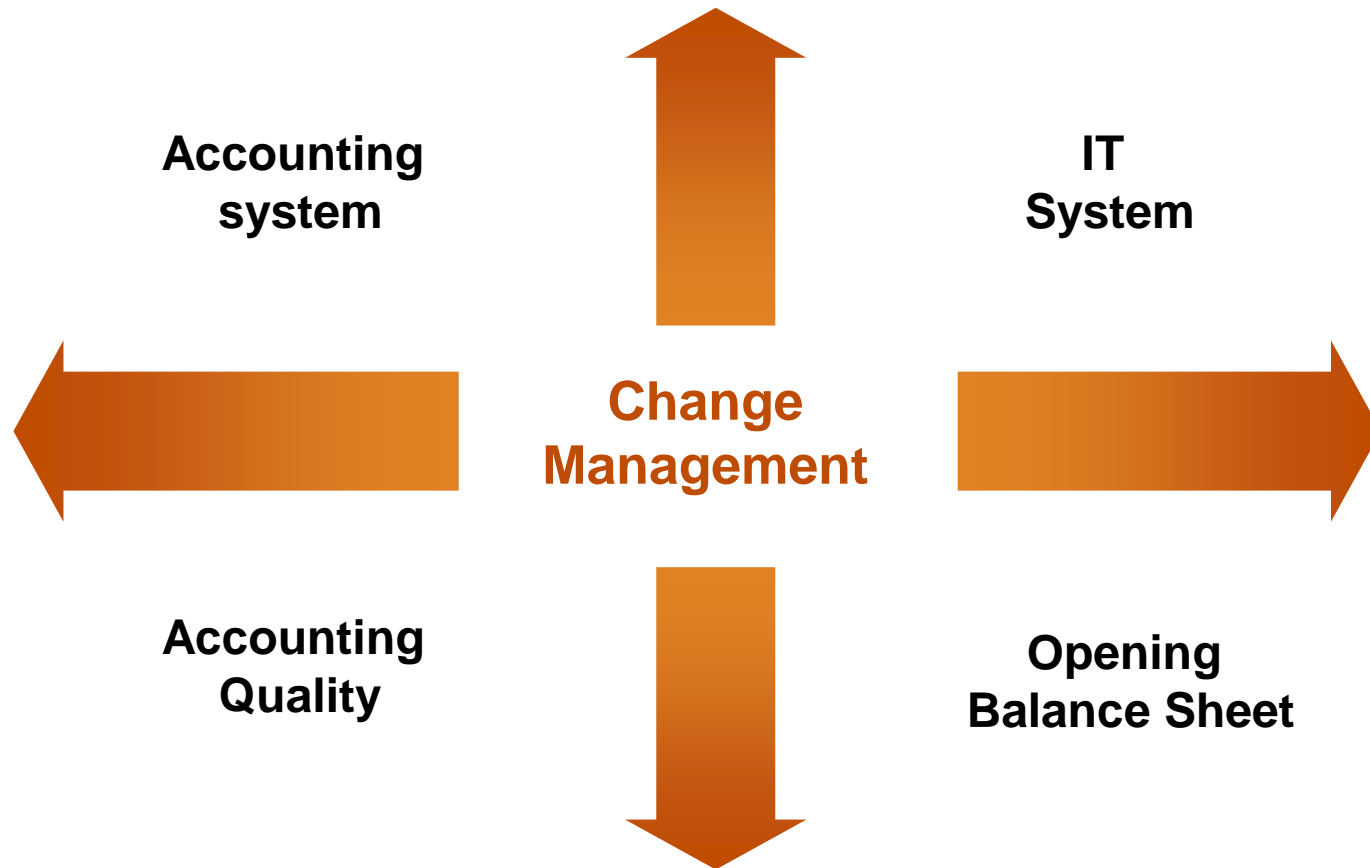 Accounting
system
IT
System
Change
Management
Accounting
Quality
Opening
Balance Sheet